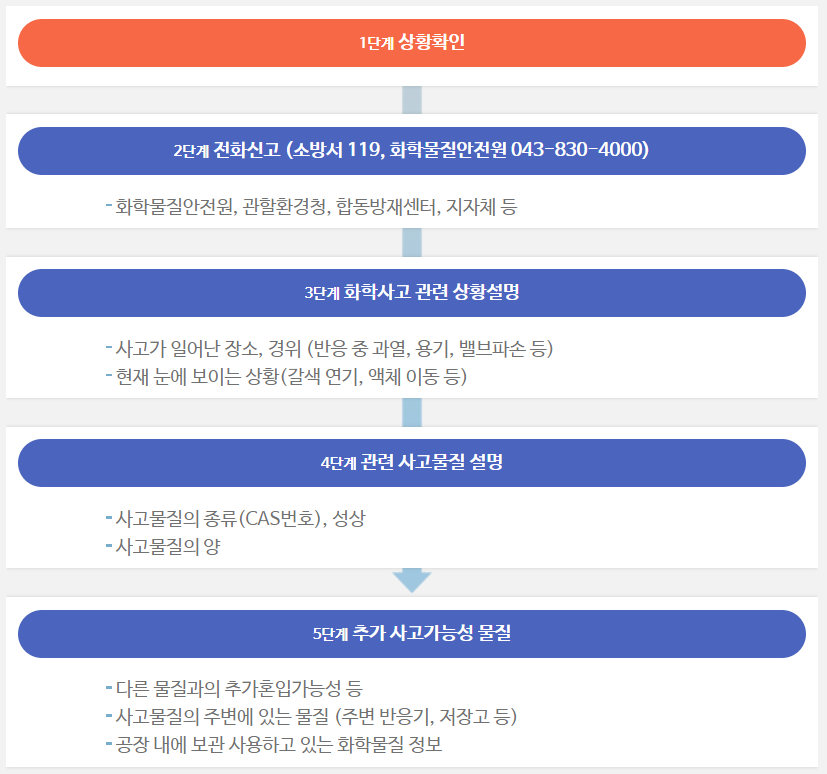 1단계 상황확인
2단계 전화신고 (소방서 119, 화학물질안전원 043-830-4000)
- 화학물질안전원, 관할환경청, 합동방재센터, 지자체 등
3단계 화학사고 관련 상황설명
- 사고가 일어난 장소, 경위 (반응 중 과열, 용기, 밸브파손 등)
- 현재 눈에 보이는 상황(갈색 연기, 액체 이동 등)
4단계 관련 사고물질 설명
- 사고물질의 종류(CAS번호), 성상
- 사고물질의 양
5단계 추가 사고가능성 물질
- 다른 물질과의 추가혼입가능성 등
- 사고물질의 주변에 있는 물질 (주변 반응기, 저장고 등)
- 공장 내에 보관 사용하고 있는 화학물질 정보